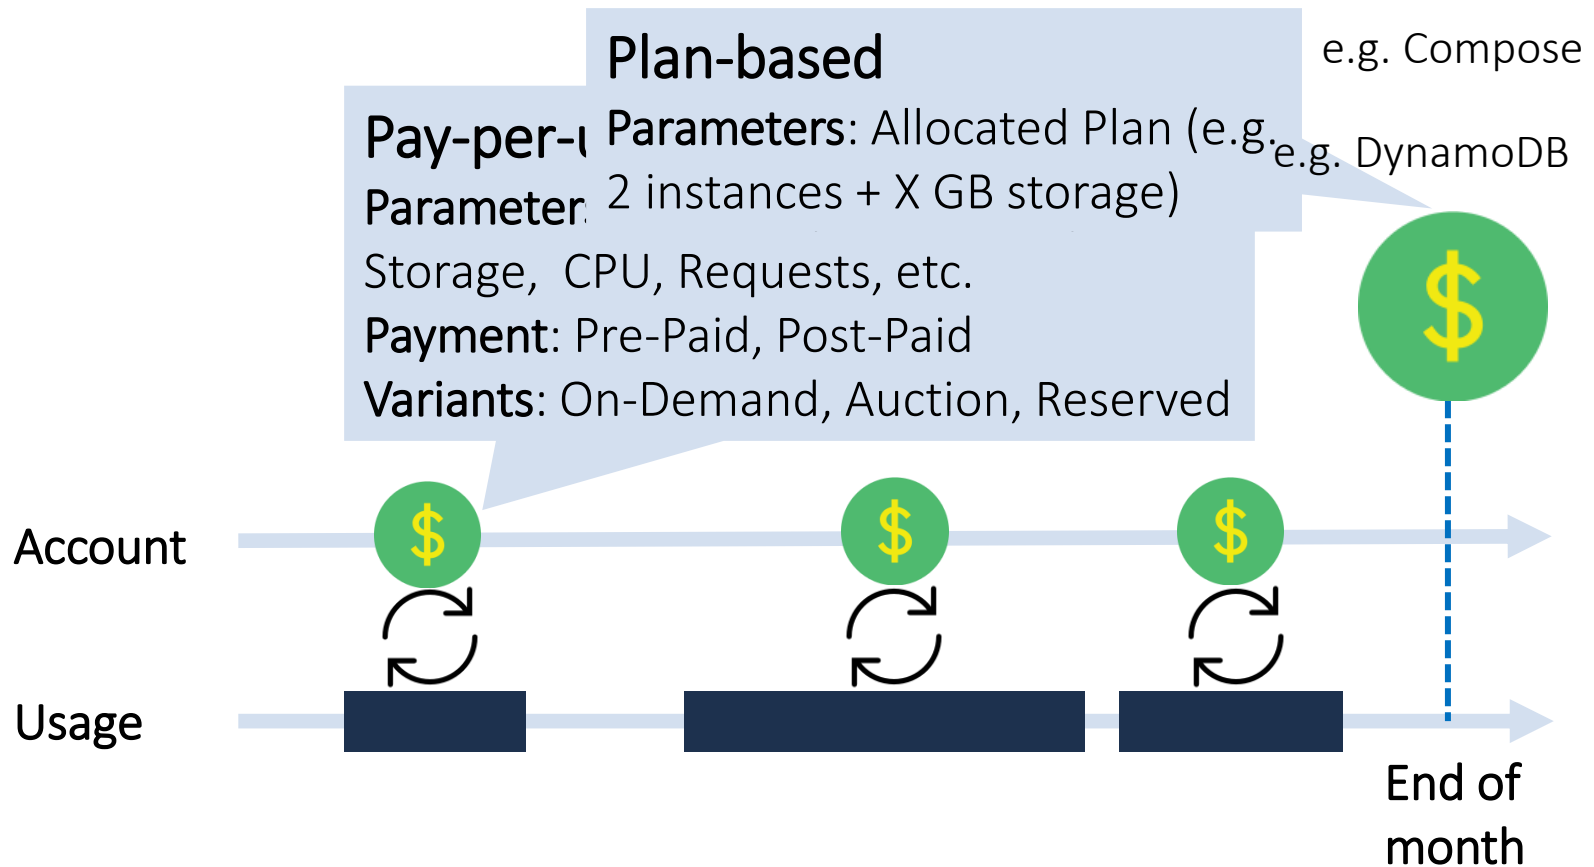 Plan-based
Parameters: Allocated Plan (e.g.
2 instances + X GB storage)
e.g. Compose
e.g. DynamoDB
Pay-per-
Storage, CPU, Requests, etc.
Payment: Pre-Paid, Post-Paid
Variants: On-Demand, Auction, Reserved
Account
Usage
End of
month